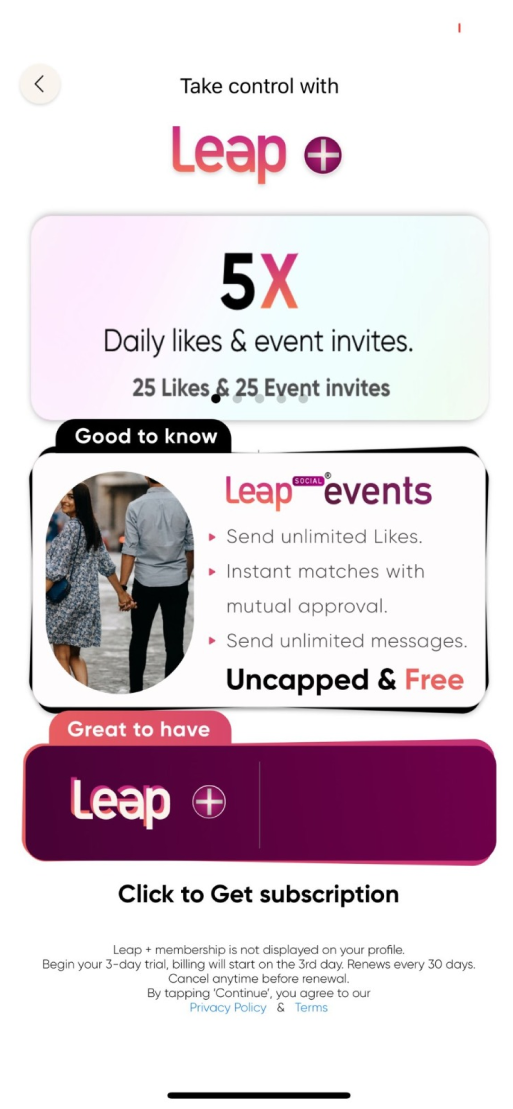 Take control with
Leap +
5X
Daily likes & event invites.
25 Likes & 25 Event invites
Good to know
Leap SOCIAL® events
Send unlimited Likes.
Instant matches with
mutual approval.
Send unlimited messages.
Uncapped & Free
Great to have
Leap +
Click to Get subscription
Leap + membership is not displayed on your profile.
Begin your 3-day trial, billing will start on the 3rd day. Renews every 30 days.
Cancel anytime before renewal.
By tapping ‘Continue’, you agree to our
Privacy Policy & Terms